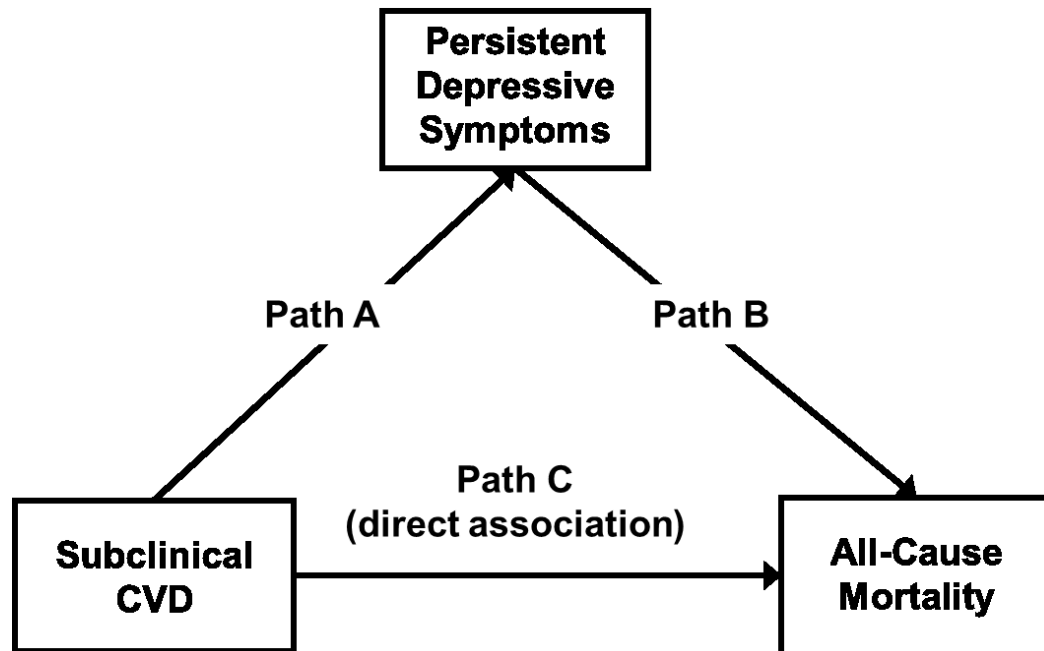 Persistent
Depressive
Symptoms
Path A
Path B
Path C
(direct association)
Subclinical
CVD
All-Cause
Mortality